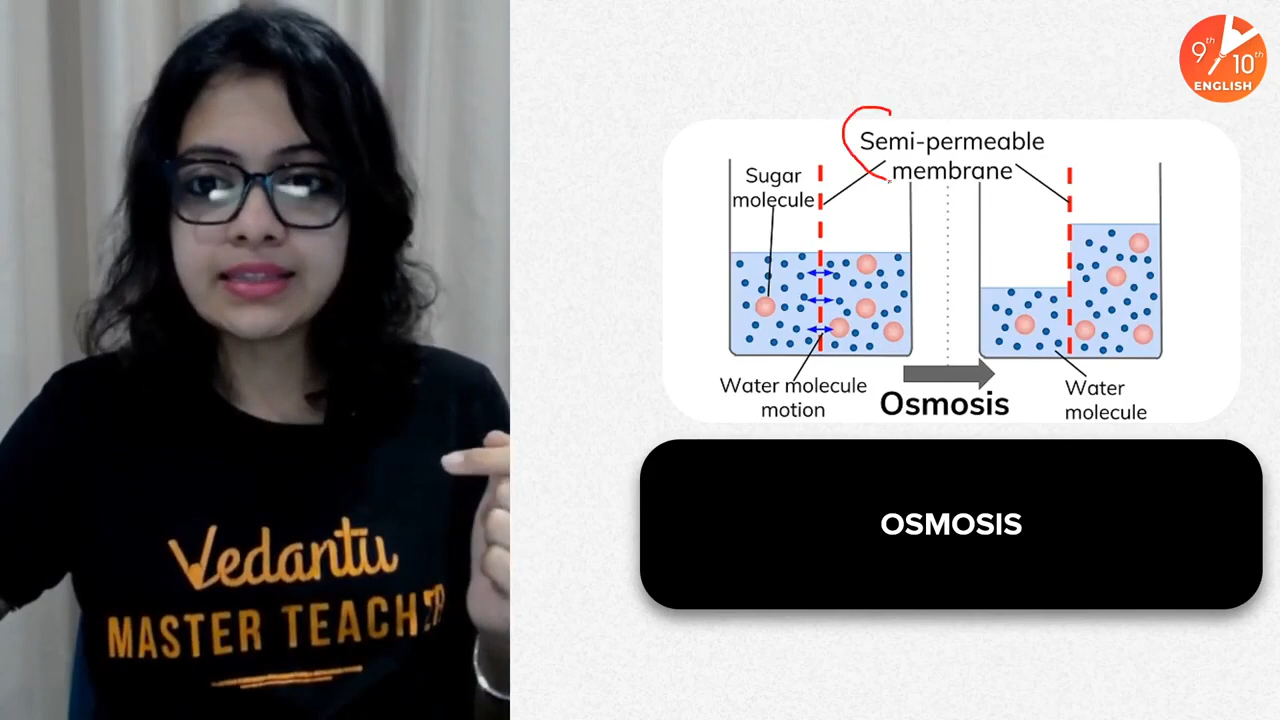 Vedantu
MASTER TEACHER
9th
10th
ENGLISH
Semi-permeable
membrane
Sugar
molecule
Water molecule
motion
Osmosis
Water
molecule
OSMOSIS